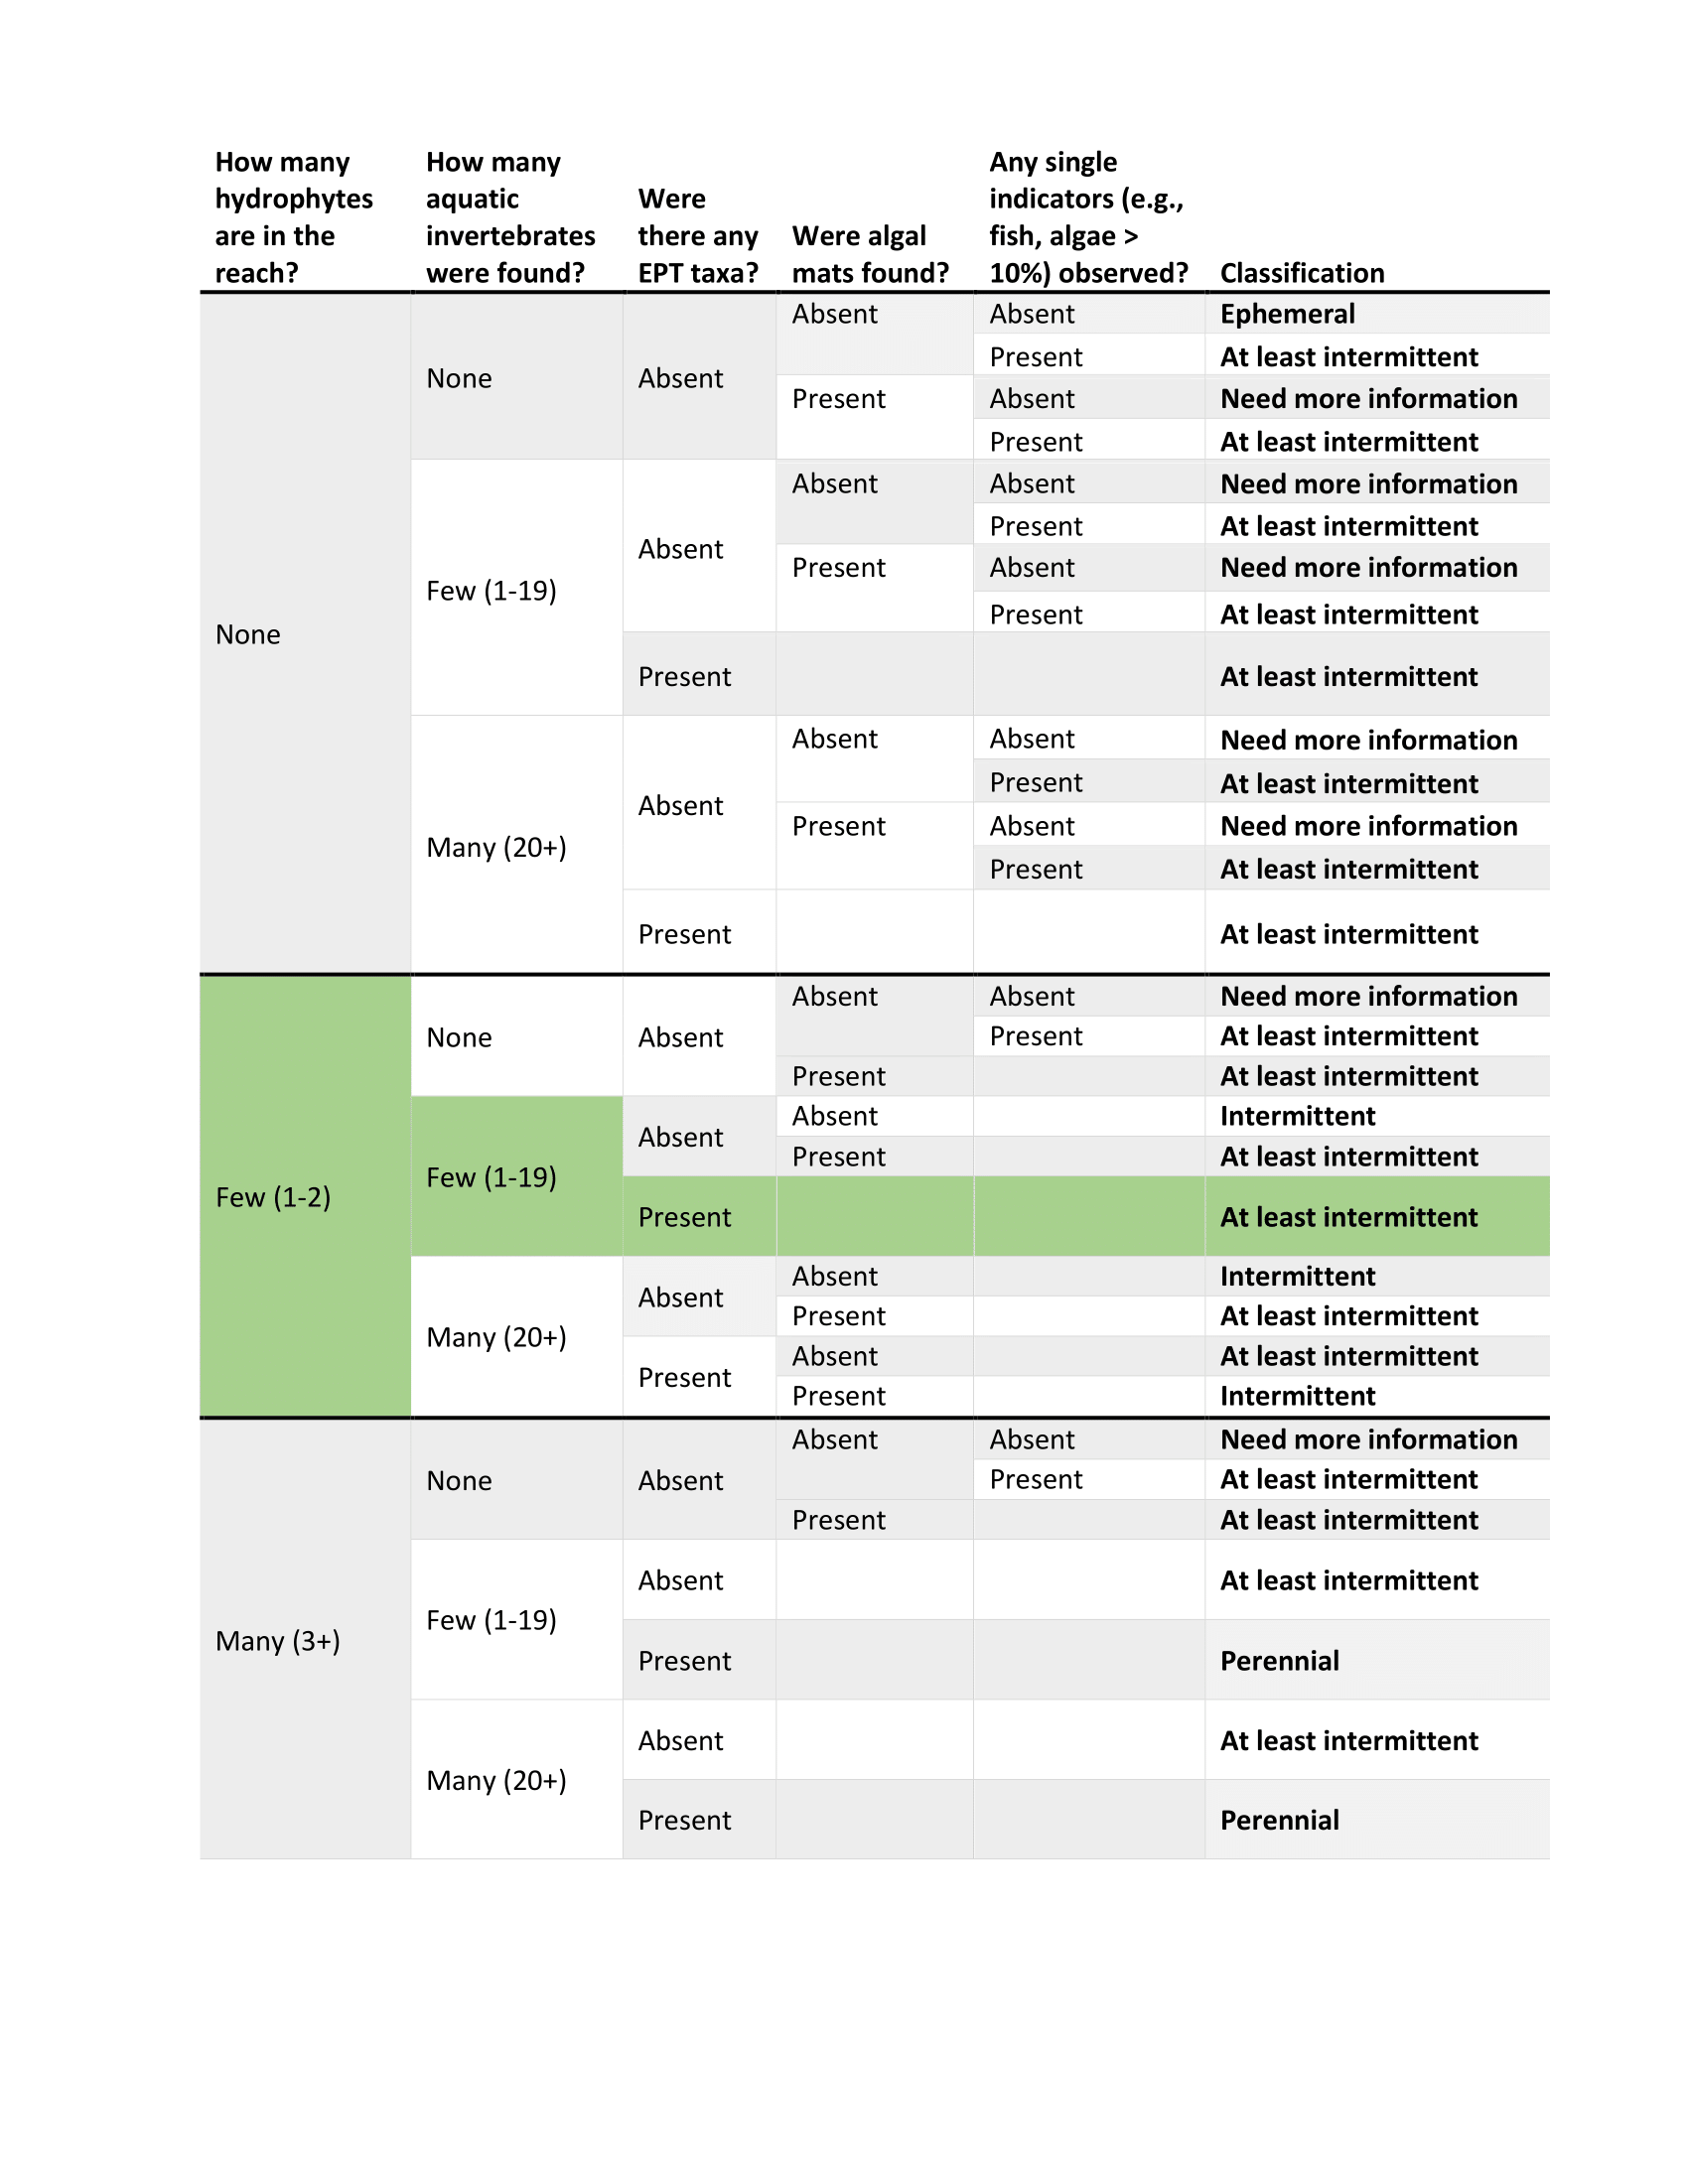 How many
hydrophytes
are in the
reach?
How many
aquatic
invertebrates
were found?
Were
there any
EPT taxa?
Were algal
mats found?
Any single
indicators (e.g.,
fish, algae >
10%) observed?
Classification
None
None
Absent
Absent
Absent
Ephemeral
Present
At least intermittent
Present
Absent
Need more information
Present
At least intermittent
Few (1-19)
Absent
Absent
Absent
Need more information
Present
At least intermittent
Present
Absent
Need more information
Present
At least intermittent
Present
At least intermittent
Many (20+)
Absent
Absent
Absent
Need more information
Present
At least intermittent
Present
Absent
Need more information
Present
At least intermittent
Present
At least intermittent
Few (1-2)
None
Absent
Absent
Absent
Need more information
Present
At least intermittent
Present
At least intermittent
Few (1-19)
Absent
Absent
Intermittent
Present
At least intermittent
Present
At least intermittent
Many (20+)
Absent
Absent
Intermittent
Present
At least intermittent
Present
Absent
At least intermittent
Present
Intermittent
Many (3+)
None
Absent
Absent
Absent
Need more information
Present
At least intermittent
Present
At least intermittent
Few (1-19)
Absent
At least intermittent
Present
Perennial
Many (20+)
Absent
At least intermittent
Present
Perennial